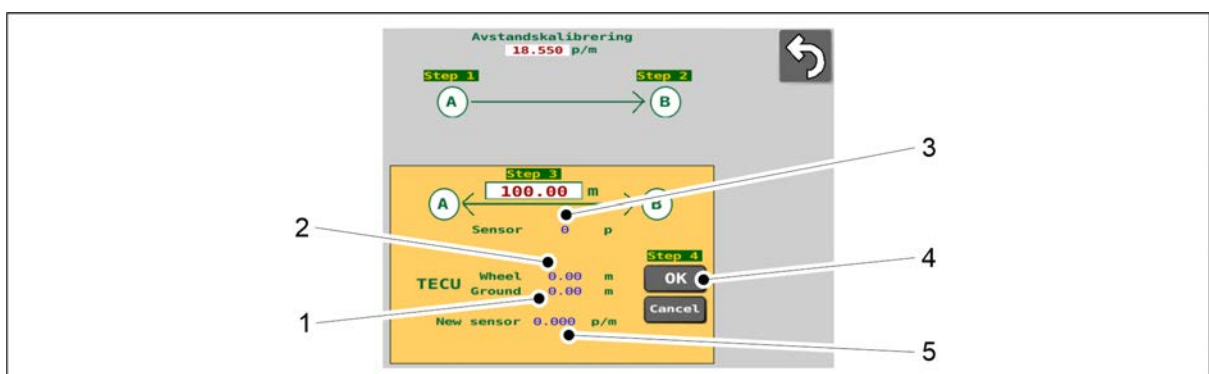 Avstandskalibrering
18.550 p/m
Step 1 Step 2
A B
Step 3
100.00 m
A B
Sensor 0 p
Step 4
TECU Wheel 0.00 m OK
Ground 0.00 m
Cancel
New sensor 0.000 p/m
3
2
4
1
5